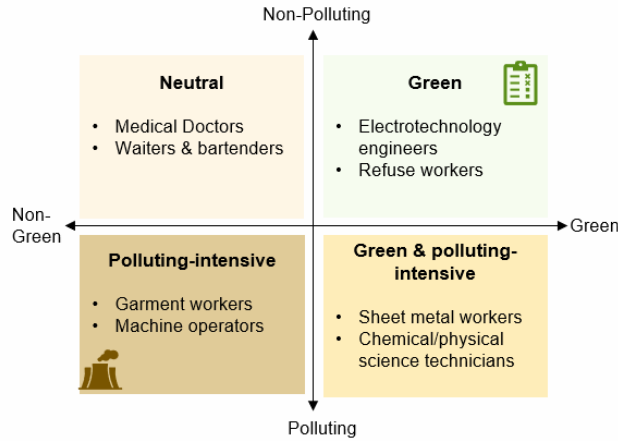 Non-Polluting
Neutral
• Medical Doctors
• Waiters & bartenders
Green
• Electrotechnology
engineers
• Refuse workers
Non-
Green
Green
Polluting-intensive
• Garment workers
• Machine operators
Green & polluting-
intensive
• Sheet metal workers
• Chemical/physical
science technicians
Polluting